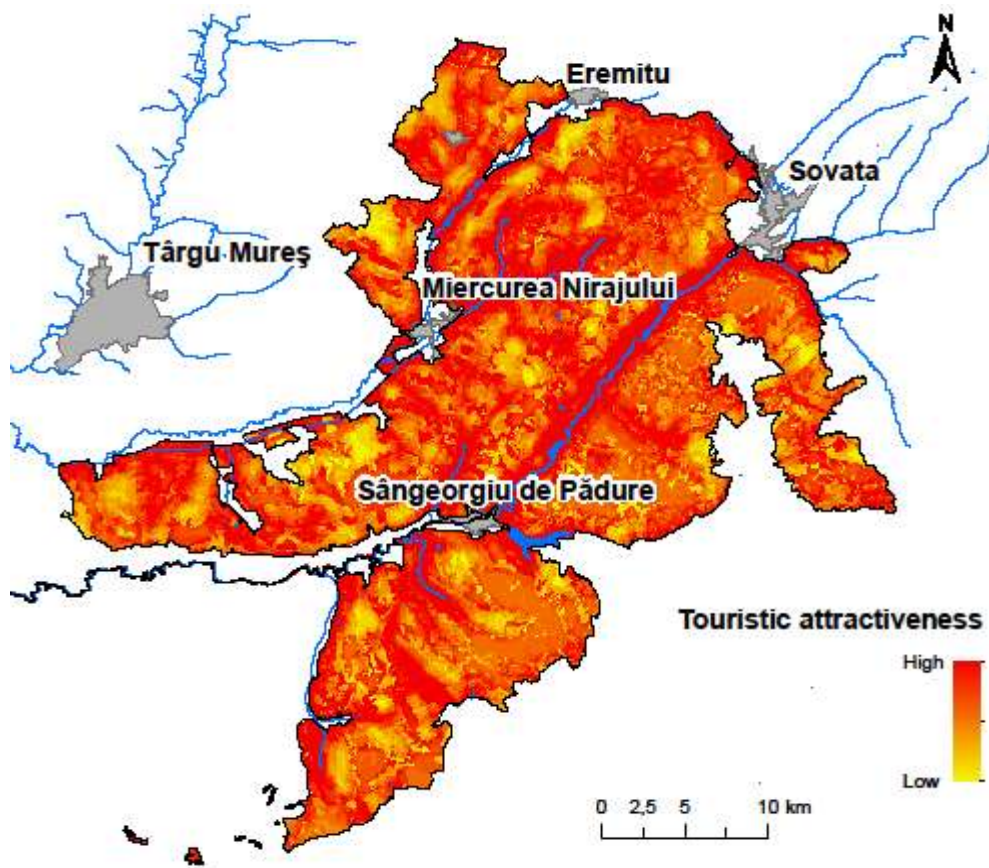 N
Eremitu
Sovata
Târgu Mureş
Miercurea Nirajului
Sângeorgiu de Pădure
Touristic attractiveness
High
Low
0 2,5 5 10 km